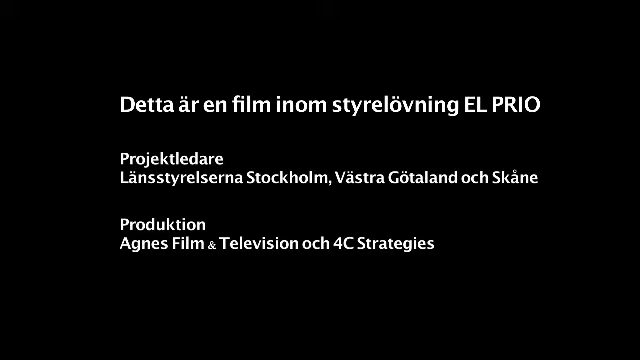 Detta är en film inom styrelövning EL PRIO
Projektledare
Länsstyrelserna Stockholm, Västra Götaland och Skåne
Produktion
Agnes Film & Television och 4C Strategies